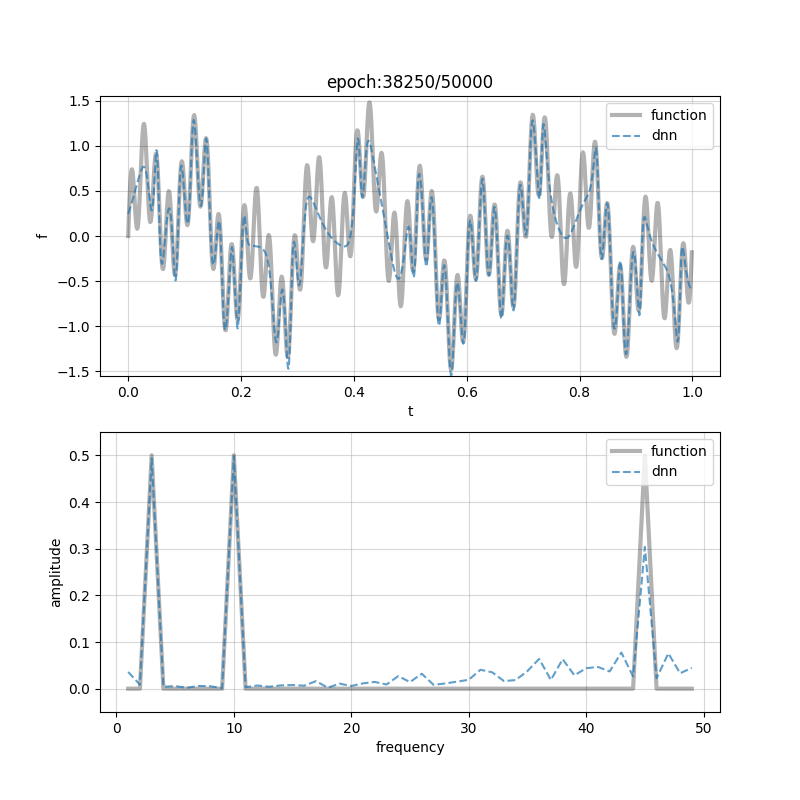 epoch:38250/50000
1.5
1.0
0.5
0.0
−0.5
−1.0
−1.5
f
function
dnn
0.0 0.2 0.4 0.6 0.8 1.0
t
0.5
0.4
0.3
0.2
0.1
0.0
amplitude
function
dnn
0 10 20 30 40 50
frequency